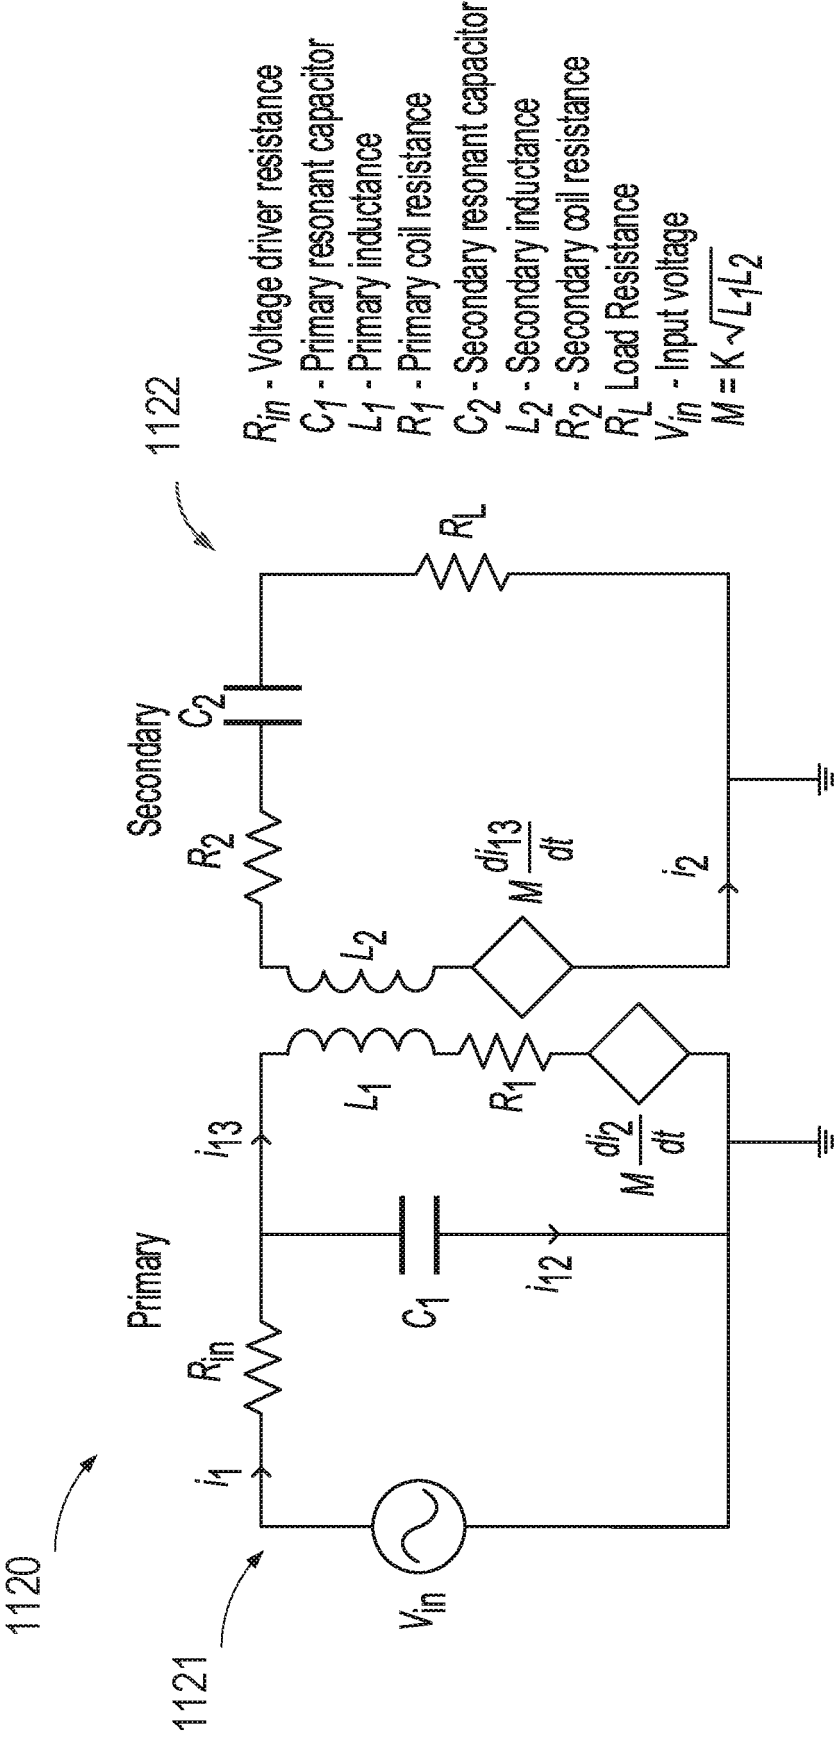 1120
1121
Primary
Secondary
1122
i1
Rin
i13
R2
C2
Vin
C1
i12
L1
R1
M di2/dt
L2
M di13/dt
i2
RL
Rin - Voltage driver resistance
C1 - Primary resonant capacitor
L1 - Primary inductance
R1 - Primary coil resistance
C2 - Secondary resonant capacitor
L2 - Secondary inductance
R2 - Secondary coil resistance
RL Load Resistance
Vin - Input voltage
M = K √L1L2